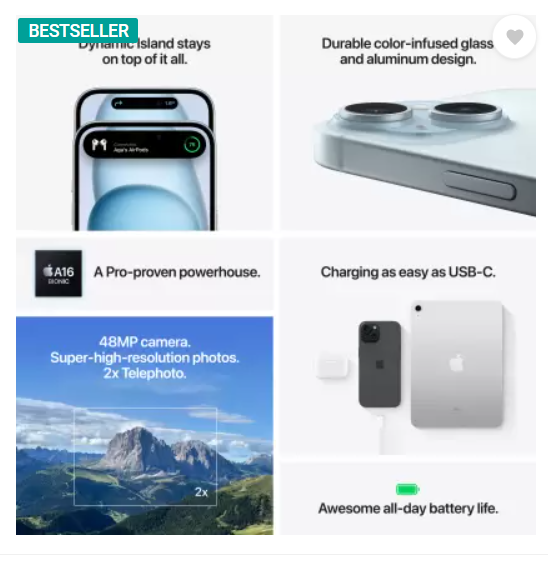 BESTSELLER
Dynamic Island stays
on top of it all.
Durable color-infused glass
and aluminum design.
A16
BIONIC
A Pro-proven powerhouse.
Charging as easy as USB-C.
48MP camera.
Super-high-resolution photos.
2x Telephoto.
2x
Awesome all-day battery life.